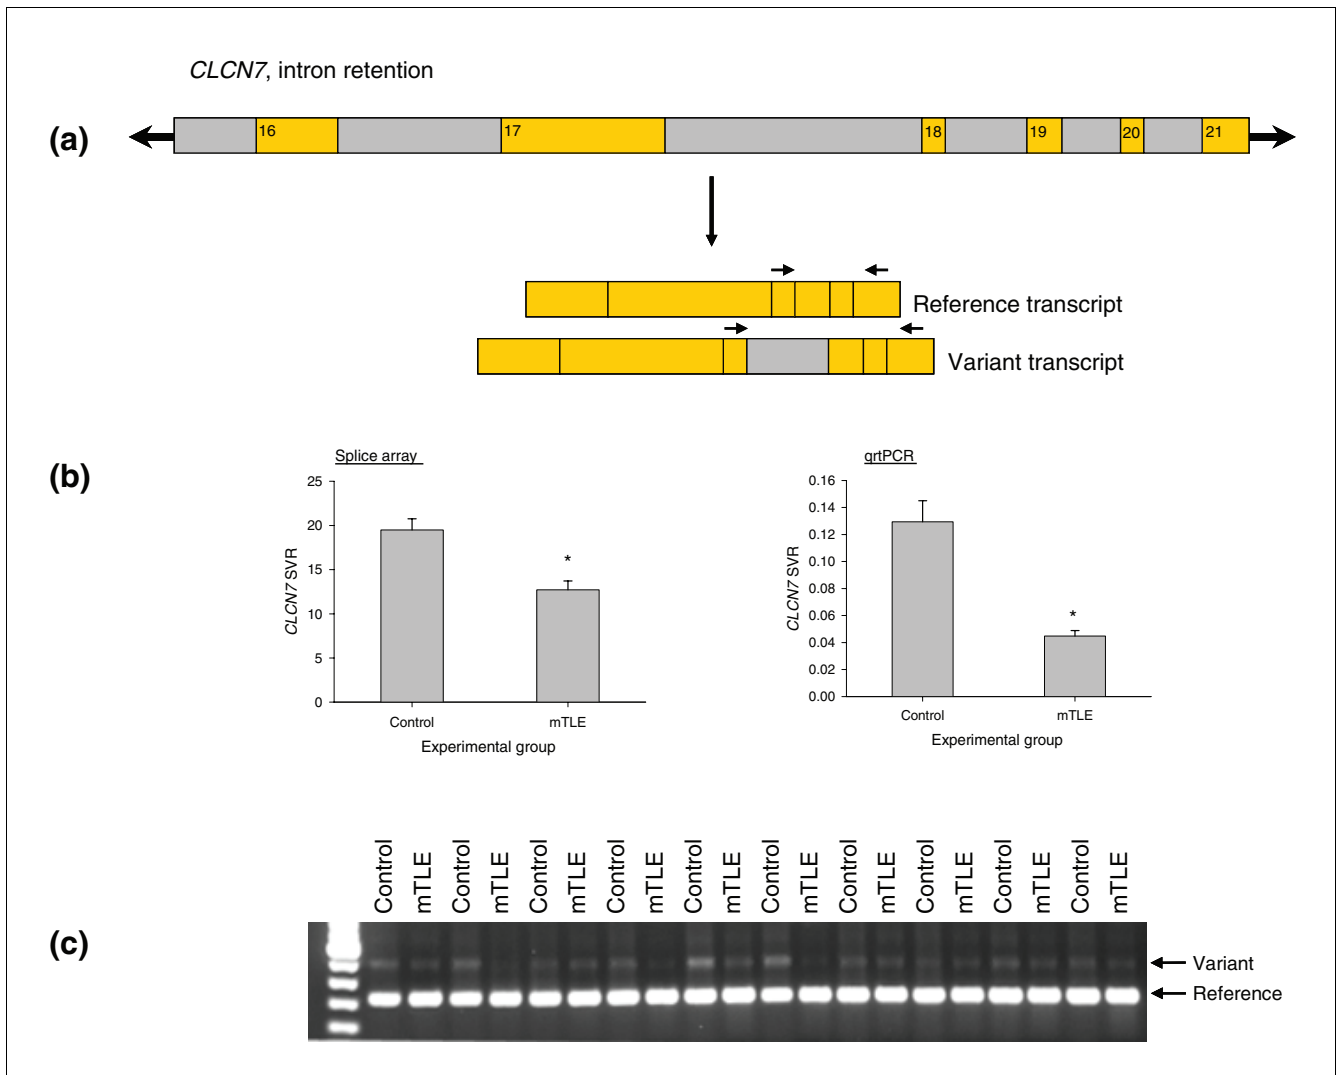 CLCN7, intron retention
(a)
16 17 18 19 20 21
Reference transcript
Variant transcript
(b)
Splice array
25
20
15
10
5
0
CLCN7 SVR
*
Control mTLE
Experimental group
qrtPCR
0.16
0.14
0.12
0.10
0.08
0.06
0.04
0.02
0.00
CLCN7 SVR
*
Control mTLE
Experimental group
(c)
Control mTLE Control mTLE Control mTLE Control mTLE Control mTLE Control mTLE Control mTLE Control mTLE Control mTLE Control mTLE
Variant
Reference